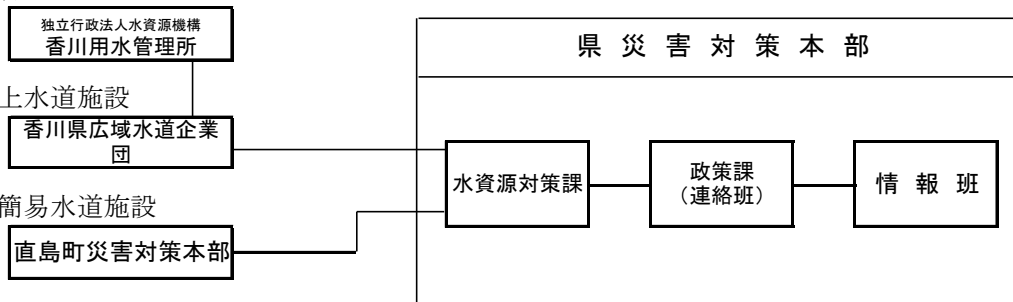 独立行政法人水資源機構
香川用水管理所
県災害対策本部
上水道施設
香川県広域水道企業
団
水資源対策課
政策課
（連絡班）
情報班
簡易水道施設
直島町災害対策本部